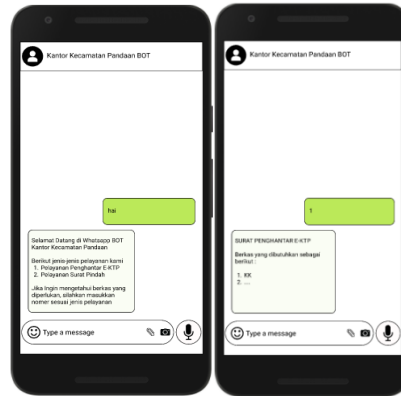 Kantor Kecamatan Pandaan BOT
hai
Selamat Datang di Whatsapp BOT
Kantor Kecamatan Pandaan
Berikut jenis-jenis pelayanan kami
1. Pelayanan Penghantar E-KTP
2. Pelayanan Surat Pindah
Jika ingin mengetahui berkas yang
diperlukan, silahkan masukkan
nomer sesuai jenis pelayanan
Type a message
Kantor Kecamatan Pandaan BOT
1
SURAT PENGHANTAR E-KTP
Berkas yang dibutuhkan sebagai
berikut :
1. KK
2. ....
Type a message